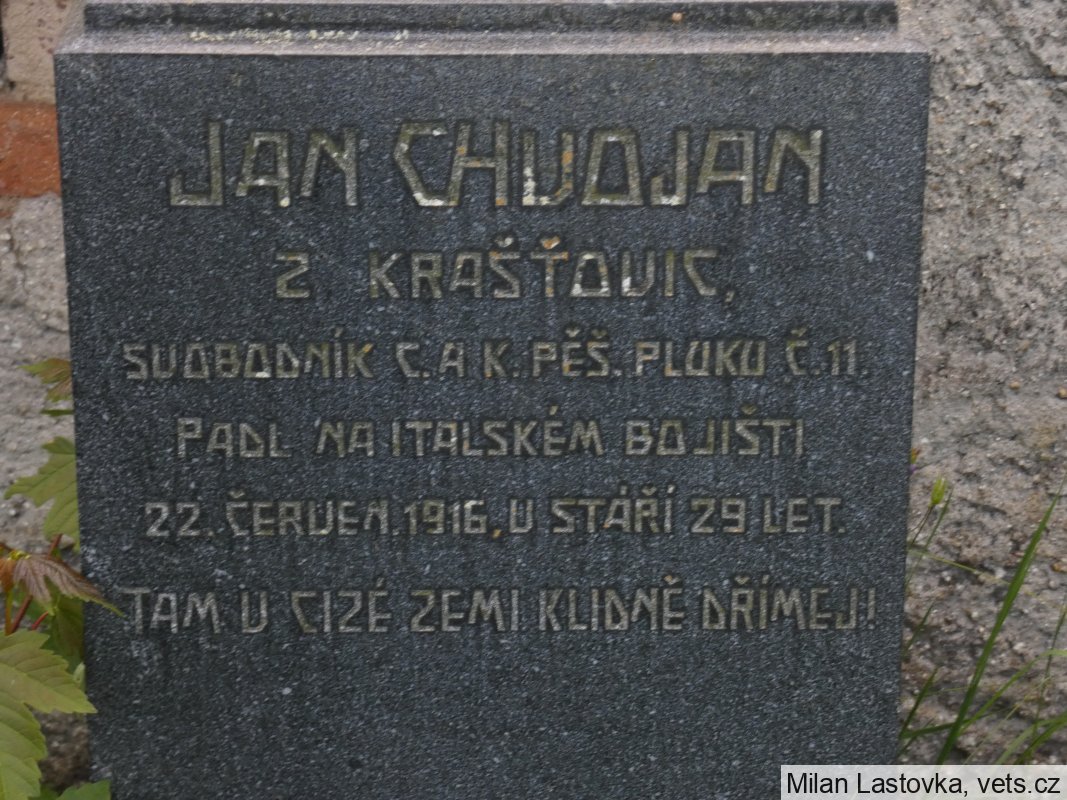 JAN CHUDJAN
Z KRAŠŤOVIC,
SVOBODNÍK C. A K. PĚŠ. PLUKU Č. 11.
PADL NA ITALSKÉM BOJIŠTI
22. ČERVEN. 1916, U STÁŘÍ 29 LET.
TAM U CIZÉ ZEMI KLIDNĚ DŘÍMEJ!
Milan Lastovka, vets.cz